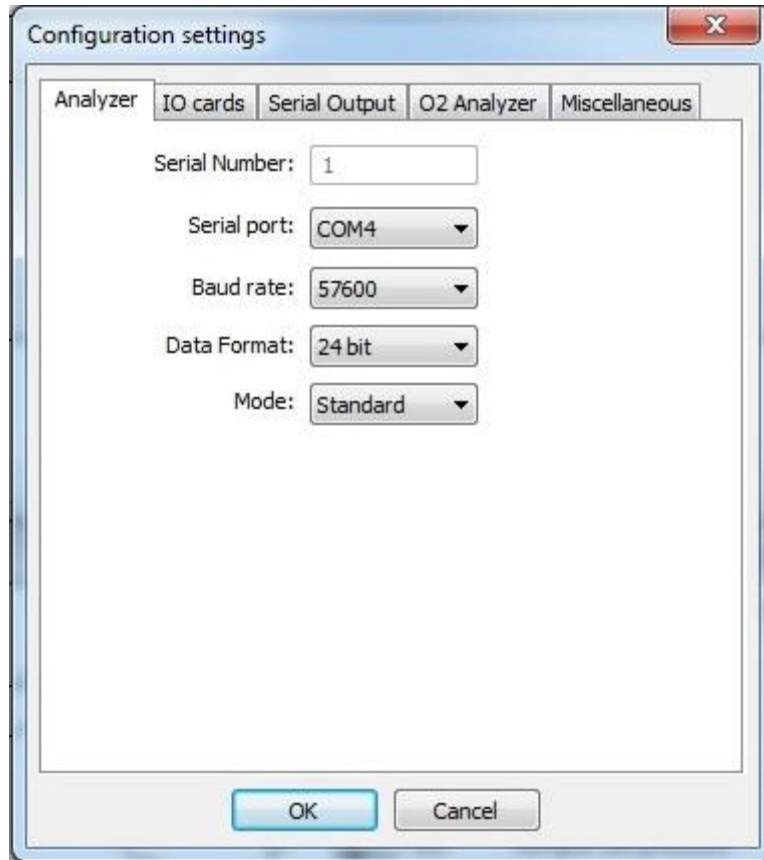 Configuration settings
Analyzer IO cards Serial Output O2 Analyzer Miscellaneous
Serial Number: 1
Serial port: COM4
Baud rate: 57600
Data Format: 24 bit
Mode: Standard
OK Cancel